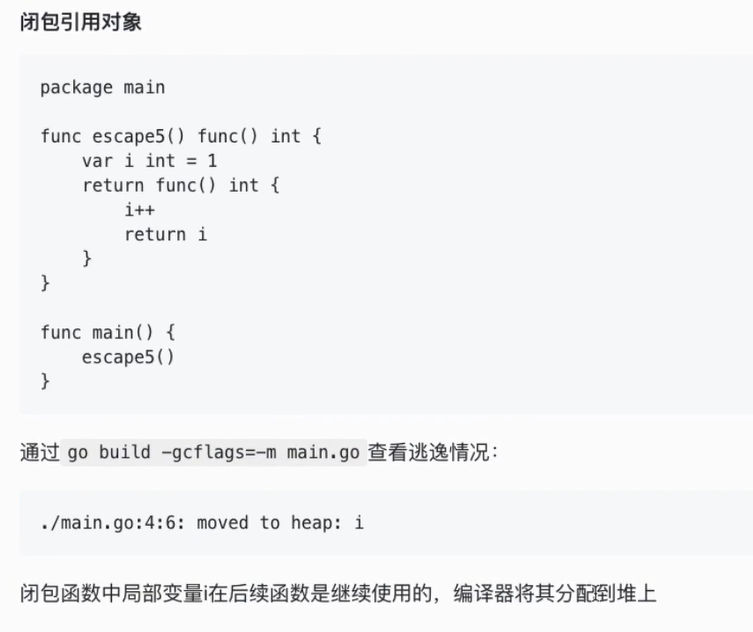 闭包引用对象
package main
func escape5() func() int {
    var i int = 1
    return func() int {
        i++
        return i
    }
}
func main() {
    escape5()
}
通过 go build -gcflags=-m main.go 查看逃逸情况：
./main.go:4:6: moved to heap: i
闭包函数中局部变量i在后续函数是继续使用的，编译器将其分配到堆上